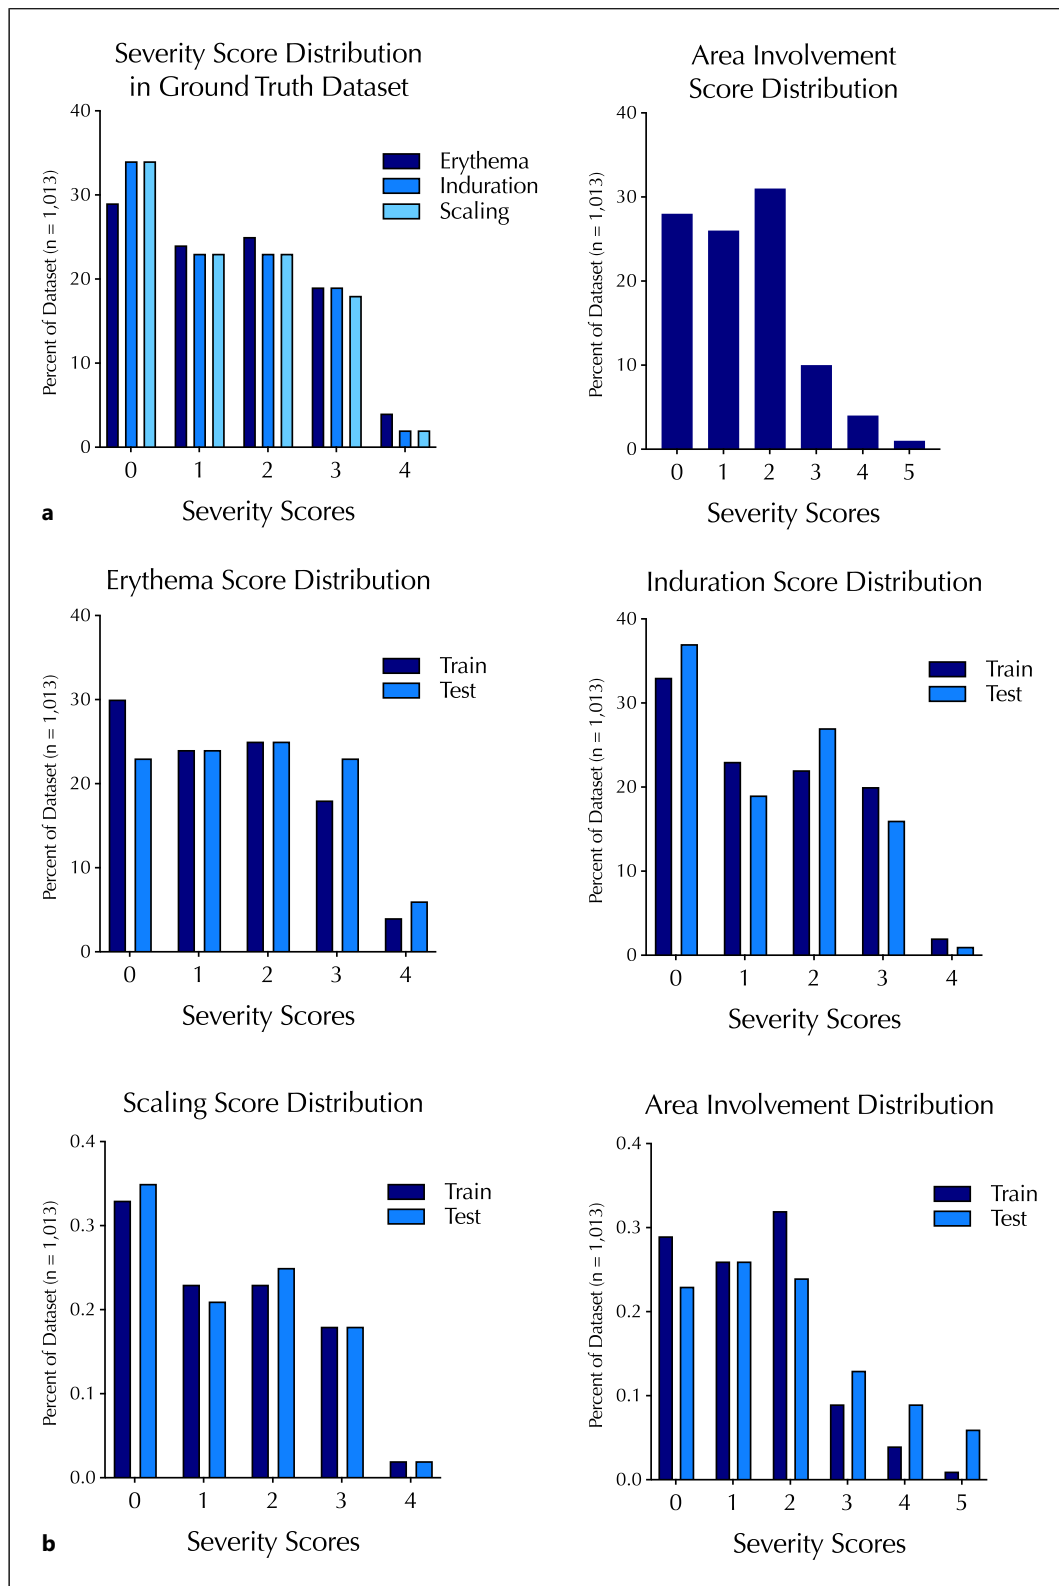 Severity Score Distribution
in Ground Truth Dataset
Percent of Dataset (n = 1,013)
40
30
20
10
0
Erythema
Induration
Scaling
0 1 2 3 4
Severity Scores
a
Area Involvement
Score Distribution
Percent of Dataset (n = 1,013)
40
30
20
10
0
0 1 2 3 4 5
Severity Scores
Erythema Score Distribution
Percent of Dataset (n = 1,013)
40
30
20
10
0
Train
Test
0 1 2 3 4
Severity Scores
Induration Score Distribution
Percent of Dataset (n = 1,013)
40
30
20
10
0
Train
Test
0 1 2 3 4
Severity Scores
Scaling Score Distribution
Percent of Dataset (n = 1,013)
0.4
0.3
0.2
0.1
0.0
Train
Test
0 1 2 3 4
Severity Scores
b
Area Involvement Distribution
Percent of Dataset (n = 1,013)
0.4
0.3
0.2
0.1
0.0
Train
Test
0 1 2 3 4 5
Severity Scores